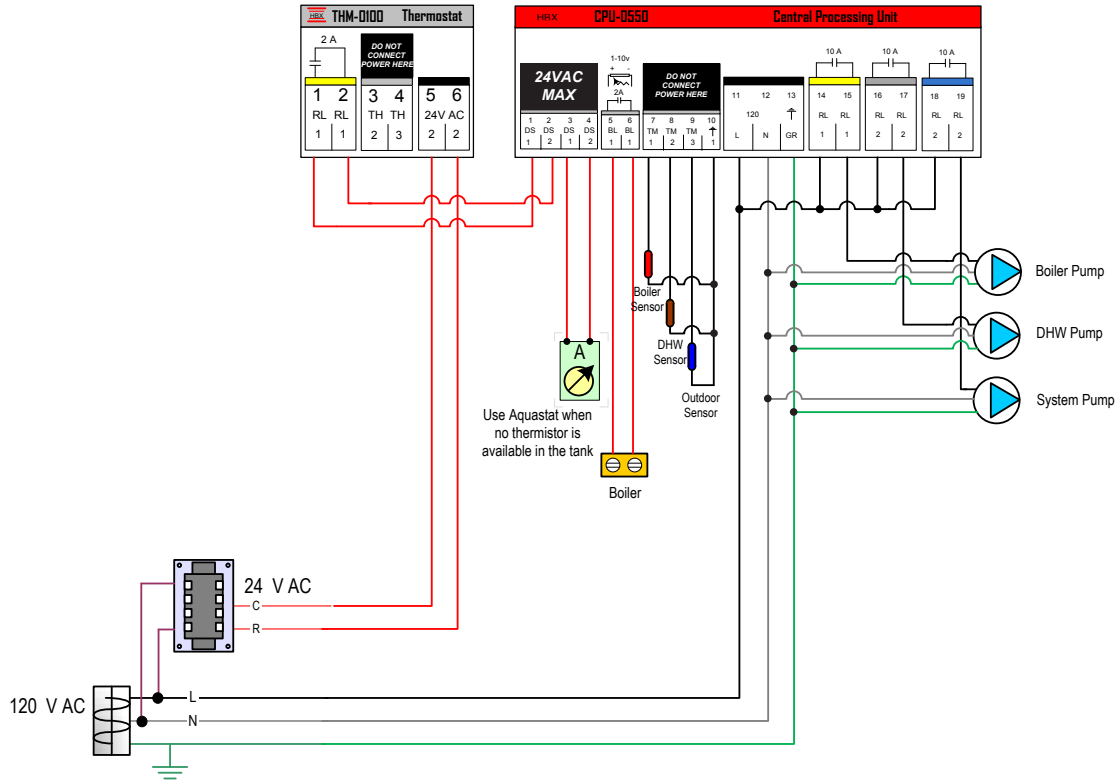 HBX THM-0100 Thermostat
2 A
DO NOT
CONNECT
POWER HERE
1 2 3 4 5 6
RL RL TH TH 24V AC
1 1 2 3 2 2
HBX CPU-0550 Central Processing Unit
24VAC
MAX
1-10v
+ -
2A
DO NOT
CONNECT
POWER HERE
10 A 10 A 10 A
1 2 3 4 5 6 7 8 9 10 11 12 13 14 15 16 17 18 19
DS DS DS DS BL BL TM TM TM 120 RL RL RL RL RL RL
1 2 1 2 1 1 1 2 3 1 L N GR 1 1 2 2 2 2
Boiler
Sensor
DHW
Sensor
Outdoor
Sensor
Boiler Pump
DHW Pump
System Pump
A
Use Aquastat when
no thermistor is
available in the tank
Boiler
24 V AC
C
R
120 V AC
L
N